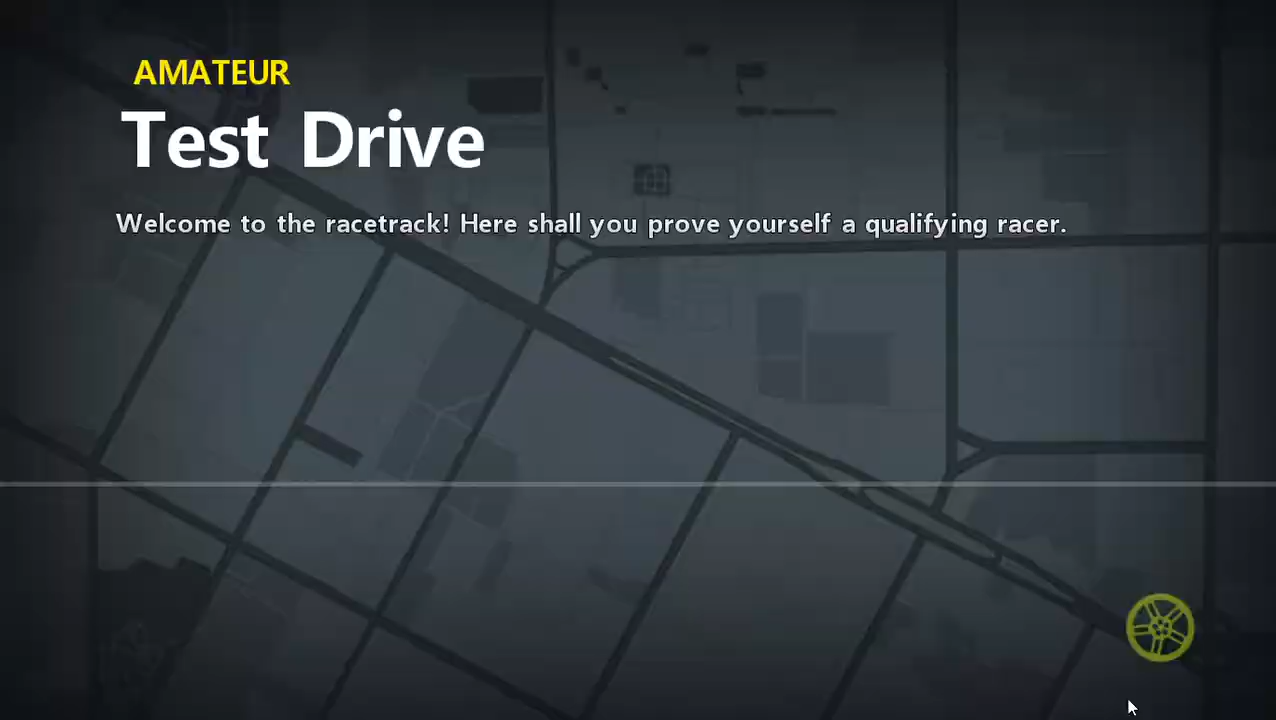 AMATEUR
Test Drive
Welcome to the racetrack! Here shall you prove yourself a qualifying racer.